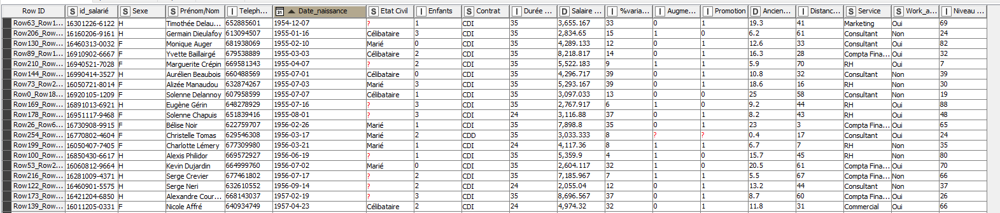 Row ID S id_salarié S Sexe S Prénom/Nom I Teleph... 31 Date_naissance S Etat Civil I Enfants S Contrat I Durée ... D Salaire ... I %varia... I Augme... I Promotion D Ancien... I Distanc... S Service S Work_a... I Niveau ...
Row63_Row1... 16301226-6122 H Timothée Delau... 652885601 1954-12-07 ? 1 CDI 35 3,655.167 33 0 1 19.3 41 Marketing Oui 69
Row206_Row... 16160206-9161 H Germain Dieulafoy 613094507 1955-01-16 Célibataire 3 CDI 35 2,834.65 15 1 0 6.2 61 Consultant Non 24
Row130_Row... 16460313-0032 F Monique Auger 681938069 1955-02-10 Marié 0 CDI 35 4,289.133 12 0 1 12.6 33 Consultant Oui 82
Row89_Row1... 16910902-6667 F Yvette Baillairgé 679538889 1955-03-03 Célibataire 2 CDI 35 8,218.817 14 0 1 16.3 28 Compta Fina... Oui 32
Row210_Row... 16940521-7028 F Marguerite Crépin 669581343 1955-04-07 ? 2 CDI 35 5,522.183 9 1 1 5.9 70 RH Oui 7
Row144_Row... 16990414-3527 H Aurélien Beaubois 660488569 1955-07-01 Célibataire 0 CDI 35 4,296.717 39 0 1 10.8 32 Consultant Non 39
Row73_Row2... 16050721-8014 F Alizée Manaudou 632874267 1955-07-03 Marié 3 CDI 35 5,293.167 39 0 1 18.6 16 RH Non 30
Row0_Row18... 16920105-1209 F Solenne Delannoy 607958599 1955-07-07 Célibataire 1 CDI 35 3,097.033 13 0 0 25 58 Consultant Non 19
Row169_Row... 16891013-6921 H Eugène Gérin 648278929 1955-07-16 ? 3 CDI 35 2,767.917 6 1 0 9.2 44 RH Oui 88
Row178_Row... 16951117-9468 F Solenne Chapuis 651839416 1955-08-01 ? 3 CDI 24 3,116.88 37 0 1 8.2 43 RH Oui 48
Row26_Row6... 16730908-9915 F Bélise Noir 622759707 1956-02-26 Marié 1 CDI 35 7,898.8 35 0 1 23 3 Compta Fina... Oui 65
Row254_Row... 16770802-4604 F Christelle Tomas 629546308 1956-03-17 Marié 2 CDD 35 3,033.333 8 ? ? 0.4 17 Consultant Oui 24
Row199_Row... 16050407-7405 F Charlotte Lémery 677309980 1956-03-21 Marié 1 CDI 24 4,117.36 8 1 1 6.7 7 RH Non 35
Row100_Row... 16850430-6617 H Alexis Philidor 669572927 1956-06-19 ? 1 CDI 35 5,359.9 4 1 0 15.7 45 RH Non 80
Row53_Row2... 16060812-9664 H Kevin Dujardin 664999760 1956-07-02 Marié 0 CDI 35 2,604.117 32 1 0 20.5 61 Compta Fina... Oui 70
Row216_Row... 16281009-4371 H Serge Crevier 677461802 1956-07-17 ? 2 CDI 35 7,185.967 7 1 1 5.5 67 Compta Fina... Non 66
Row122_Row... 16460901-5575 H Serge Neri 632610552 1956-09-14 ? 2 CDI 24 2,055.04 12 0 1 13.2 44 Consultant Non 37
Row173_Row... 16421204-6850 H Alexandre Cour... 668143037 1957-02-19 ? 3 CDI 35 8,696.567 37 0 1 8.7 60 Compta Fina... Oui 26
Row139_Row... 16011205-0331 F Nicole Affré 640934749 1957-04-23 Célibataire 2 CDI 24 4,974.32 32 0 1 11.8 31 Commercial Oui 66